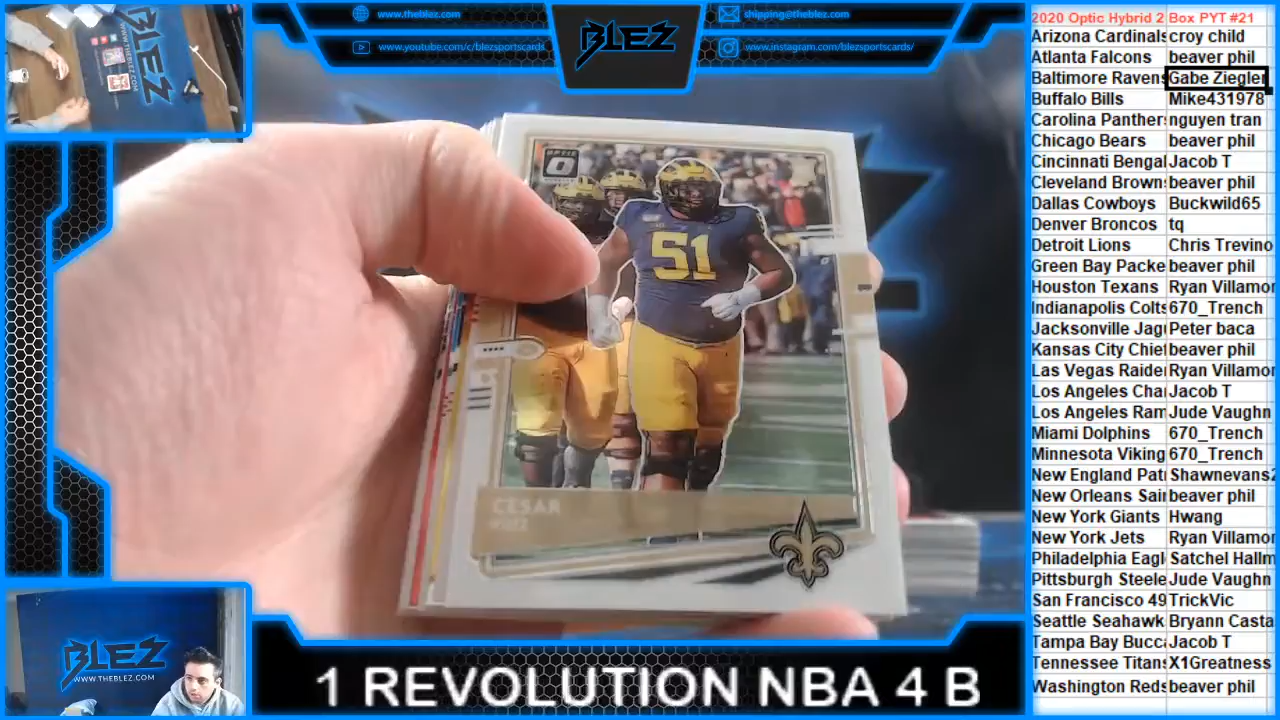 www.theblez.com
shipping@theblez.com
www.youtube.com/c/blezsportscards/
www.instagram.com/blezsportscards/
BLEZ
BLEZ
WWW.THEBLEZ.COM
OPTIC
51
CESAR
BLEZ
WWW.THEBLEZ.COM
1 REVOLUTION NBA 4 B
2020 Optic Hybrid 2 Box PYT #21
Arizona Cardinals croy child
Atlanta Falcons beaver phil
Baltimore Ravens Gabe Ziegler
Buffalo Bills Mike431978
Carolina Panthers nguyen tran
Chicago Bears beaver phil
Cincinnati Bengal Jacob T
Cleveland Browns beaver phil
Dallas Cowboys Buckwild65
Denver Broncos tq
Detroit Lions Chris Trevino
Green Bay Packe beaver phil
Houston Texans Ryan Villamor
Indianapolis Colts 670_Trench
Jacksonville Jag Peter baca
Kansas City Chief beaver phil
Las Vegas Raide Ryan Villamor
Los Angeles Cha Jacob T
Los Angeles Ram Jude Vaughn
Miami Dolphins 670_Trench
Minnesota Viking 670_Trench
New England Pat Shawnevans2
New Orleans Sai beaver phil
New York Giants Hwang
New York Jets Ryan Villamor
Philadelphia Eagl Satchel Hallm
Pittsburgh Steele Jude Vaughn
San Francisco 49 TrickVic
Seattle Seahawk Bryann Casta
Tampa Bay Bucc Jacob T
Tennessee Titans X1Greatness
Washington Reds beaver phil